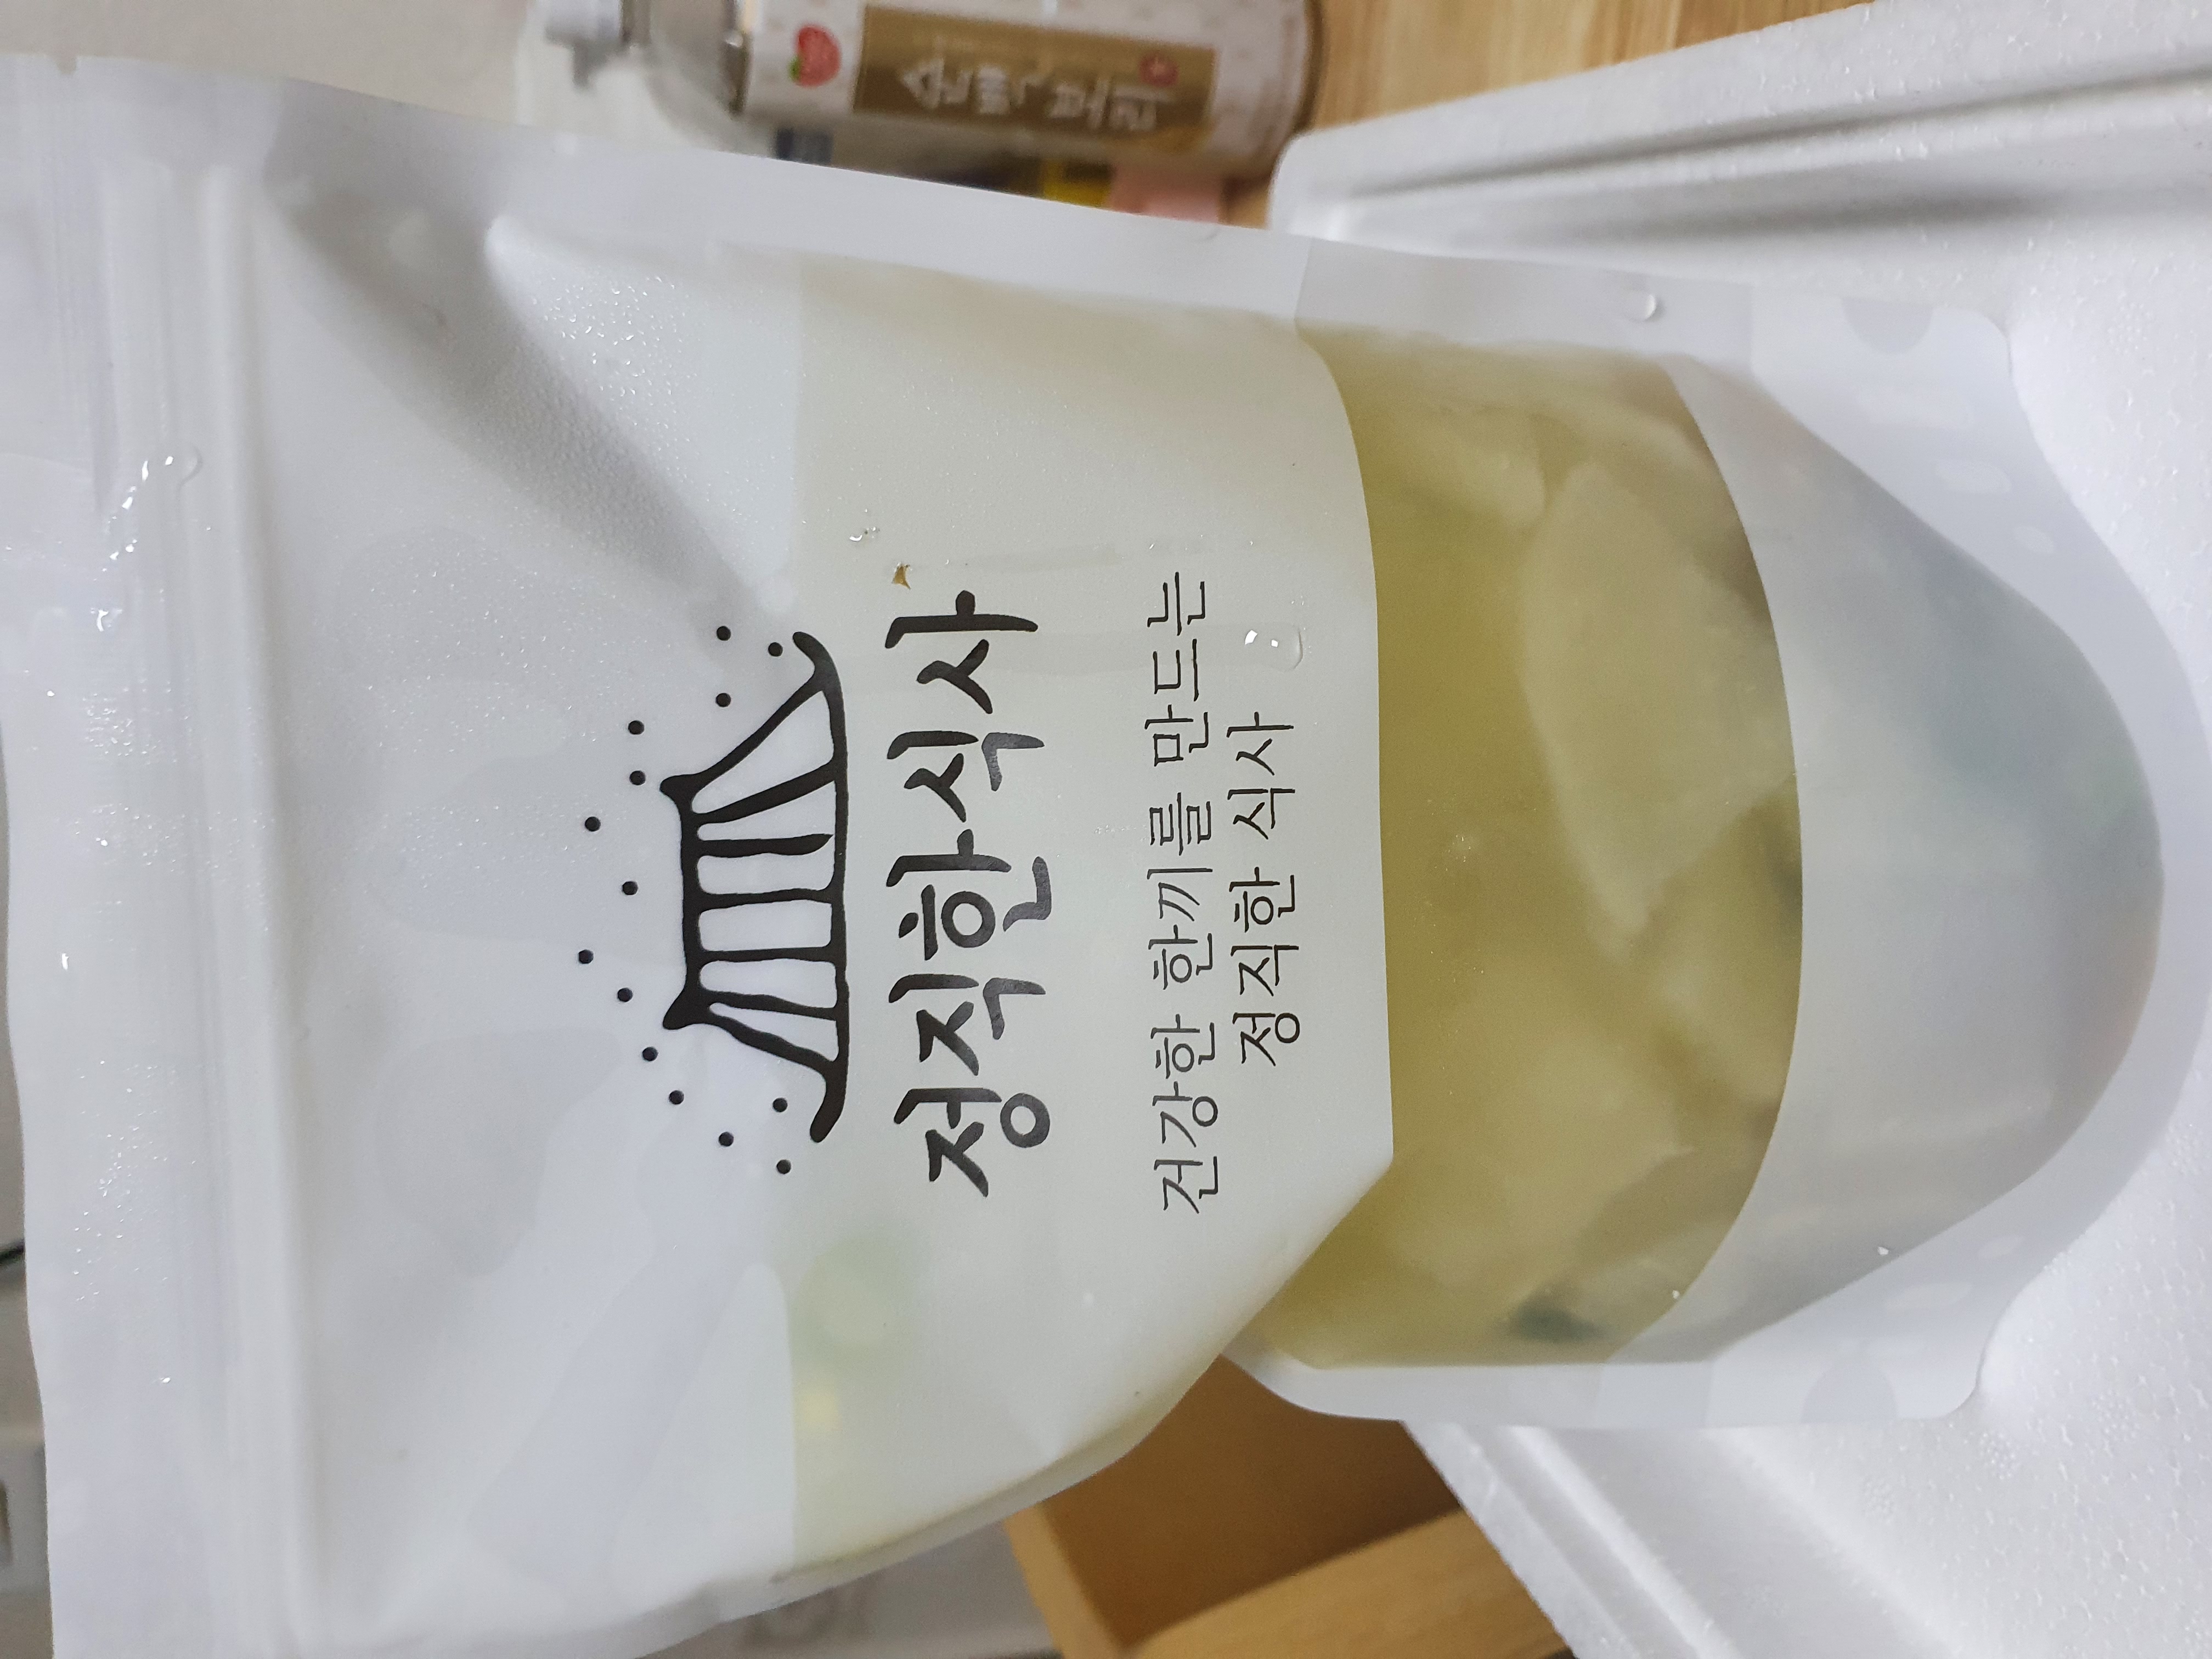 정직한식사
건강한 한끼를 만드는
정직한 식사